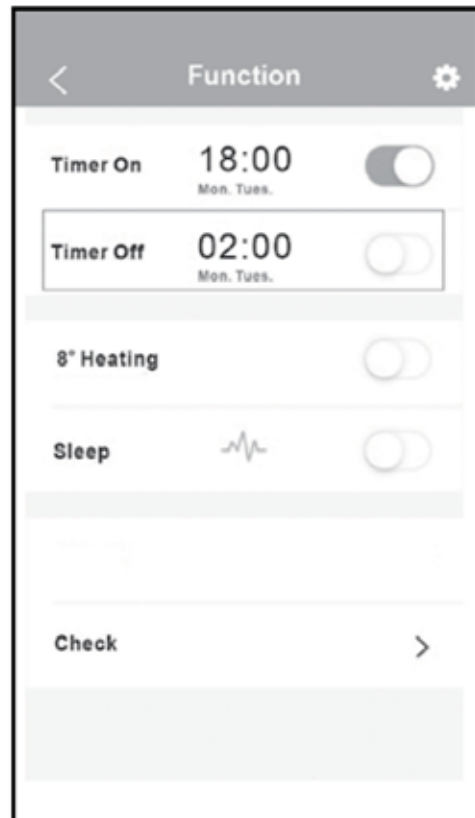 Function
Timer On 18:00
Mon. Tues.
Timer Off 02:00
Mon. Tues.
8° Heating
Sleep
Check